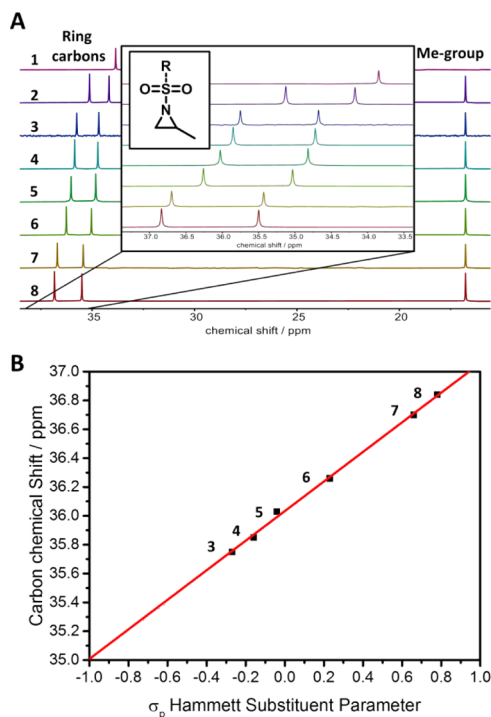 A
Ring
carbons
Me-group
1
2
3
4
5
6
7
8
R
O=S=O
N
37.0 36.5 36.0 35.5 35.0 34.5 34.0 33.5
chemical shift / ppm
35 30 25 20
chemical shift / ppm
B
37.0
36.8
36.6
36.4
36.2
36.0
35.8
35.6
35.4
35.2
35.0
Carbon chemical Shift / ppm
3
4
5
6
7
8
-1.0 -0.8 -0.6 -0.4 -0.2 0.0 0.2 0.4 0.6 0.8 1.0
σp Hammett Substituent Parameter